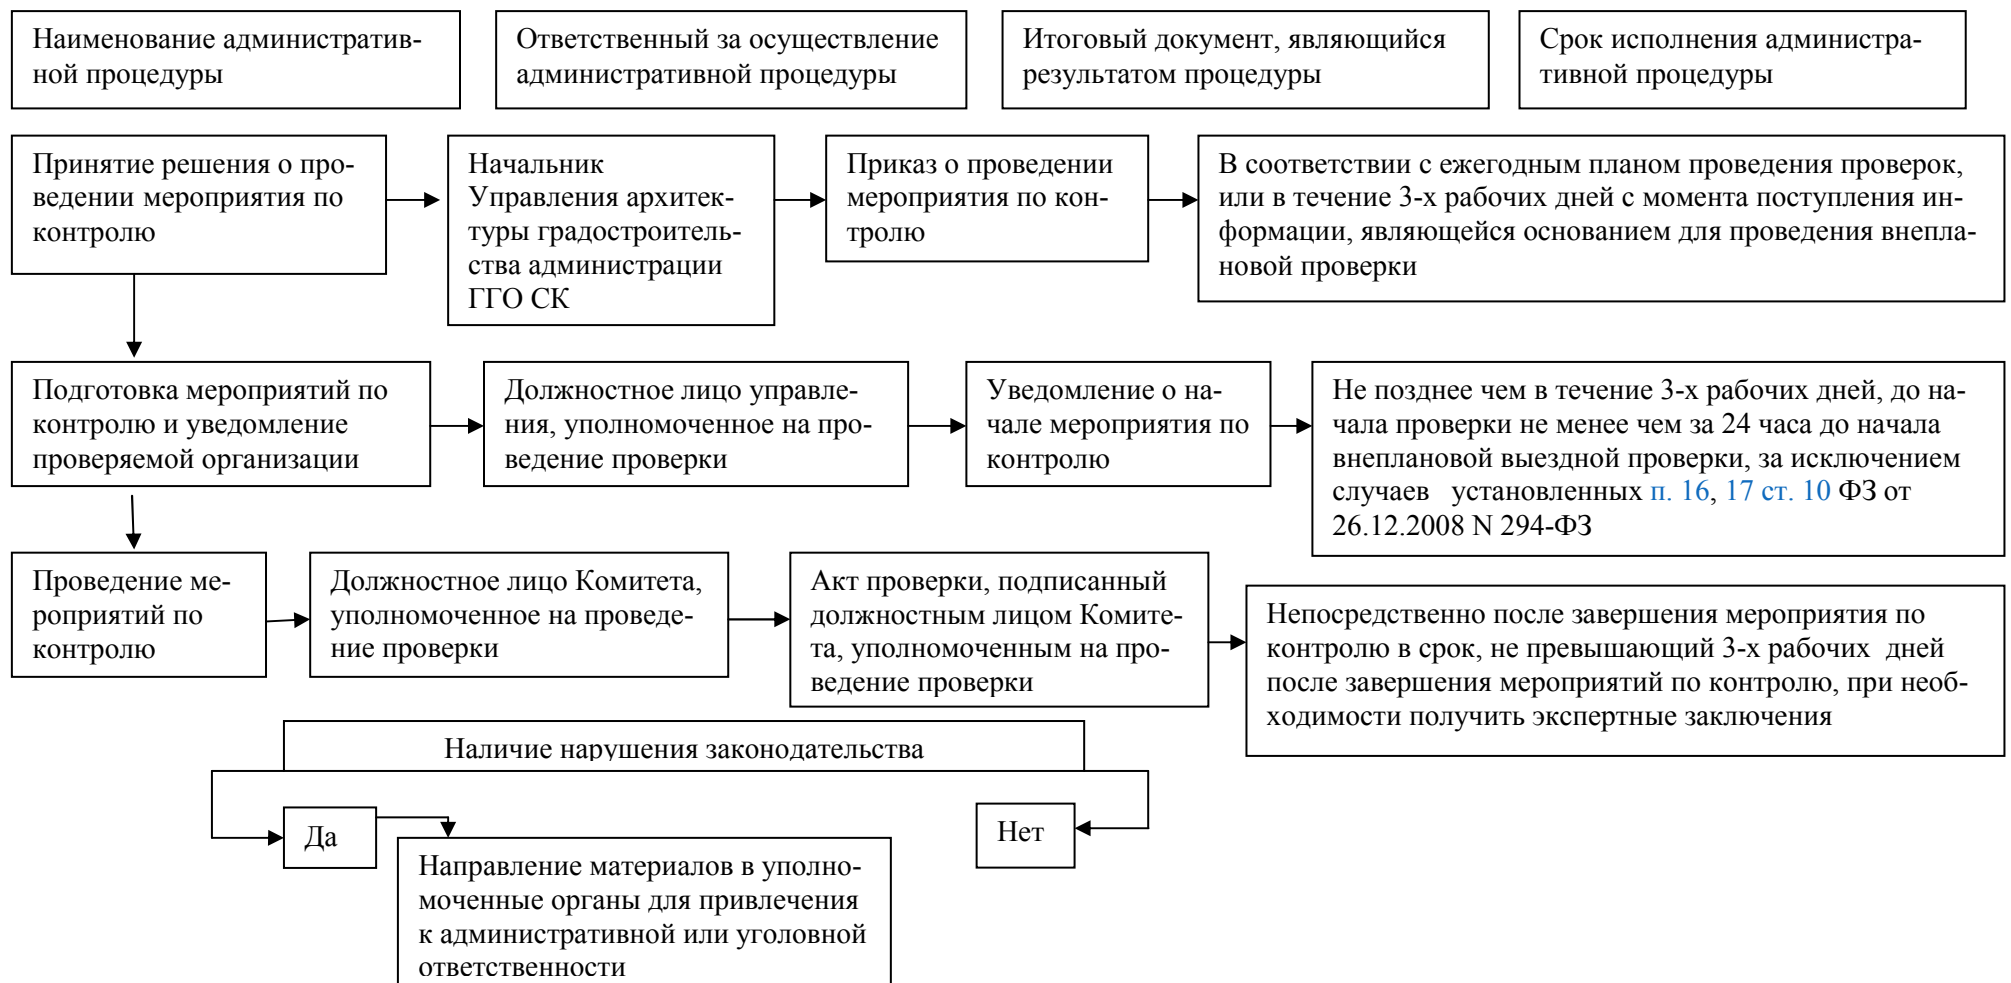 Наименование административ-
ной процедуры
Ответственный за осуществление
административной процедуры
Итоговый документ, являющийся
результатом процедуры
Срок исполнения администра-
тивной процедуры
Принятие решения о про-
ведении мероприятия по
контролю
Начальник
Управления архитек-
туры градостроитель-
ства администрации
ГГО СК
Приказ о проведении
мероприятия по кон-
тролю
В соответствии с ежегодным планом проведения проверок,
или в течение 3-х рабочих дней с момента поступления ин-
формации, являющейся основанием для проведения внепла-
новой проверки
Подготовка мероприятий по
контролю и уведомление
проверяемой организации
Должностное лицо управле-
ния, уполномоченное на про-
ведение проверки
Уведомление о на-
чале мероприятия по
контролю
Не позднее чем в течение 3-х рабочих дней, до на-
чала проверки не менее чем за 24 часа до начала
внеплановой выездной проверки, за исключением
случаев установленных п. 16, 17 ст. 10 ФЗ от
26.12.2008 N 294-ФЗ
Проведение ме-
роприятий по
контролю
Должностное лицо Комитета,
уполномоченное на проведе-
ние проверки
Акт проверки, подписанный
должностным лицом Комите-
та, уполномоченным на про-
ведение проверки
Непосредственно после завершения мероприятия по
контролю в срок, не превышающий 3-х рабочих дней
после завершения мероприятий по контролю, при необ-
ходимости получить экспертные заключения
Наличие нарушения законодательства
Да
Нет
Направление материалов в уполно-
моченные органы для привлечения
к административной или уголовной
ответственности